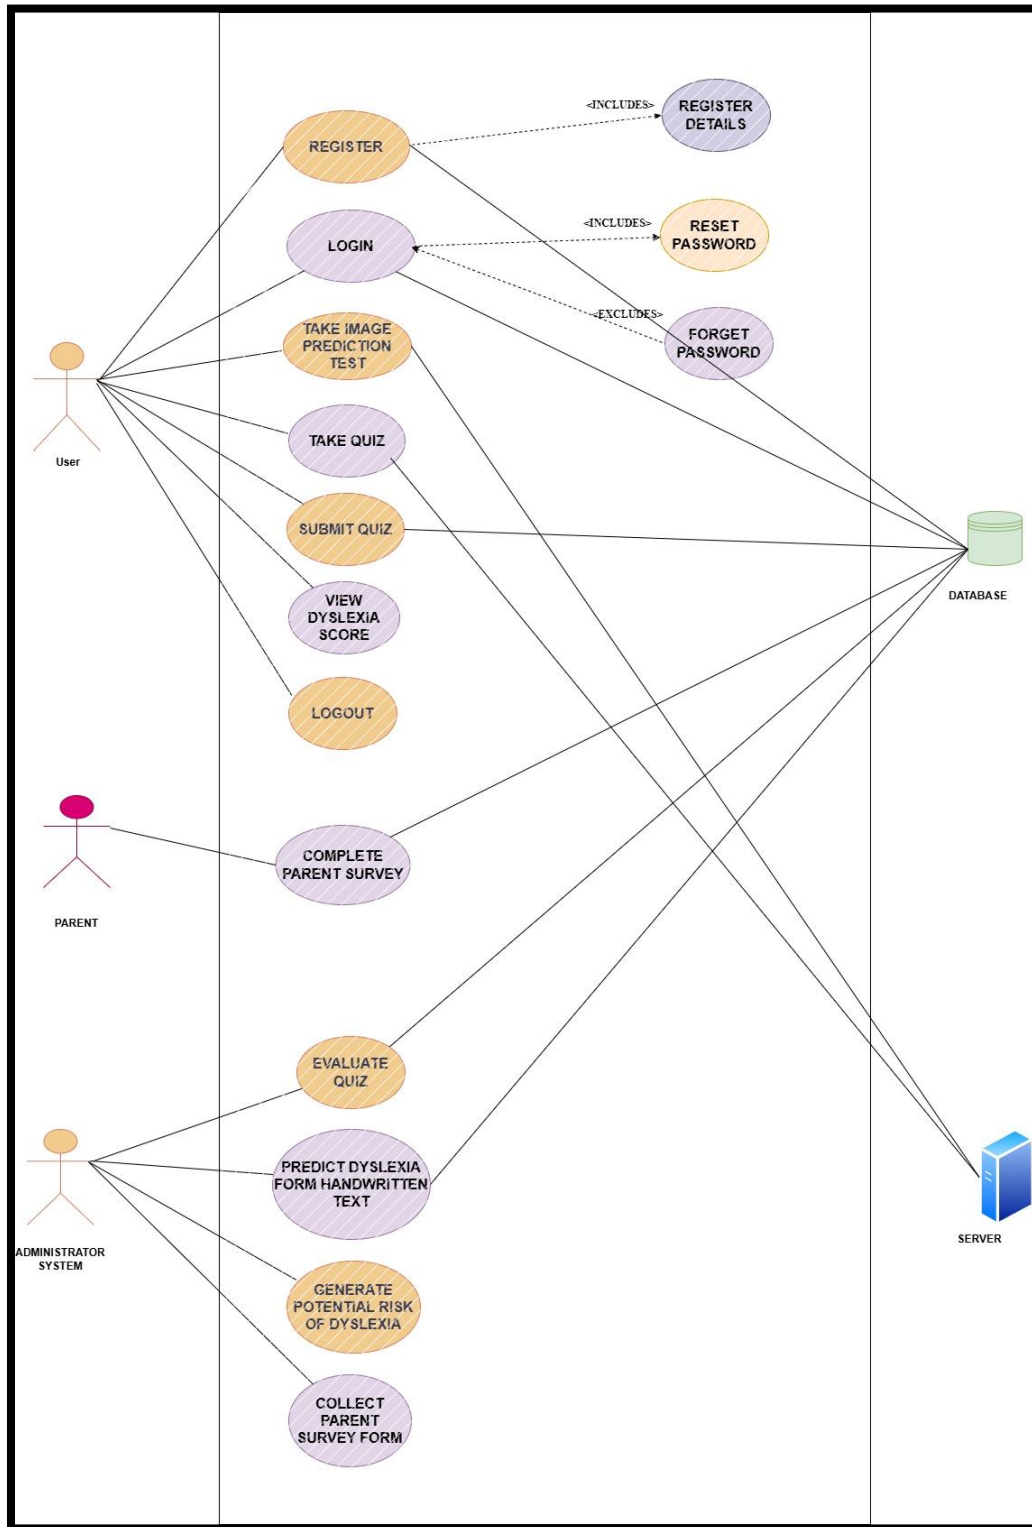 <INCLUDES>
REGISTER
DETAILS
REGISTER
<INCLUDES>
RESET
PASSWORD
LOGIN
<EXCLUDES>
FORGET
PASSWORD
TAKE IMAGE
PREDICTION
TEST
User
TAKE QUIZ
SUBMIT QUIZ
DATABASE
VIEW
DYSLEXIA
SCORE
LOGOUT
COMPLETE
PARENT SURVEY
PARENT
EVALUATE
QUIZ
PREDICT DYSLEXIA
FORM HANDWRITTEN
TEXT
ADMINISTRATOR
SYSTEM
SERVER
GENERATE
POTENTIAL RISK
OF DYSLEXIA
COLLECT
PARENT
SURVEY FORM